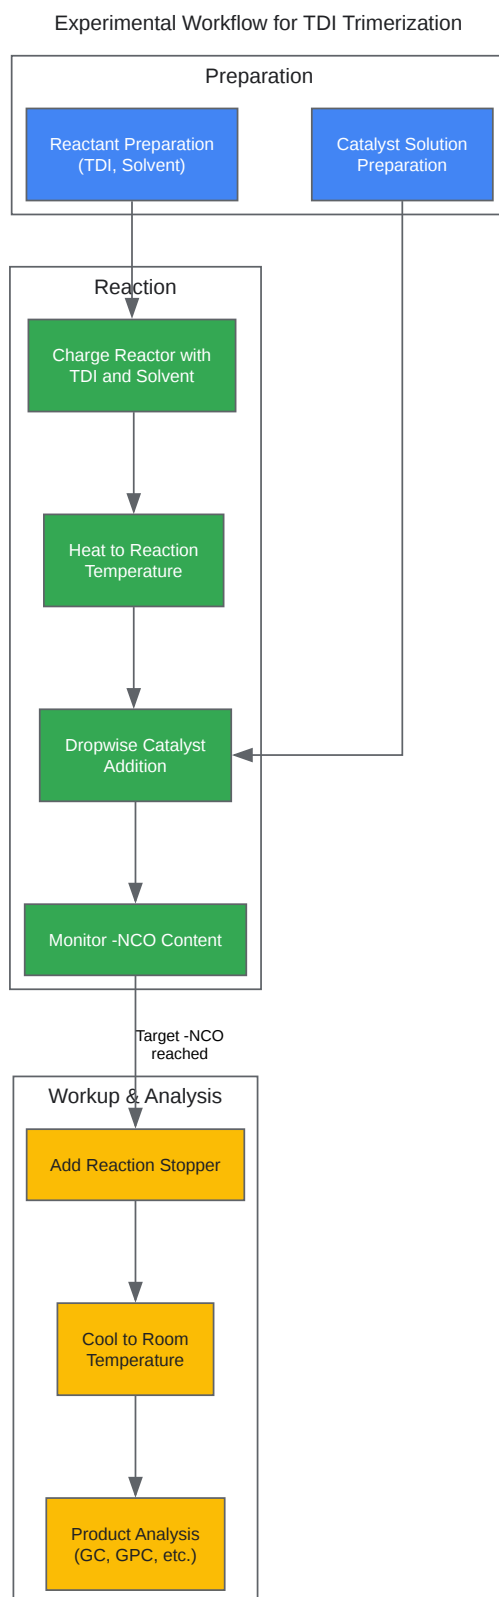 Experimental Workflow for TDI Trimerization
Preparation
Reactant Preparation
(TDI, Solvent)
Catalyst Solution
Preparation
Reaction
Charge Reactor with
TDI and Solvent
Heat to Reaction
Temperature
Dropwise Catalyst
Addition
Monitor -NCO Content
Target -NCO
reached
Workup & Analysis
Add Reaction Stopper
Cool to Room
Temperature
Product Analysis
(GC, GPC, etc.)